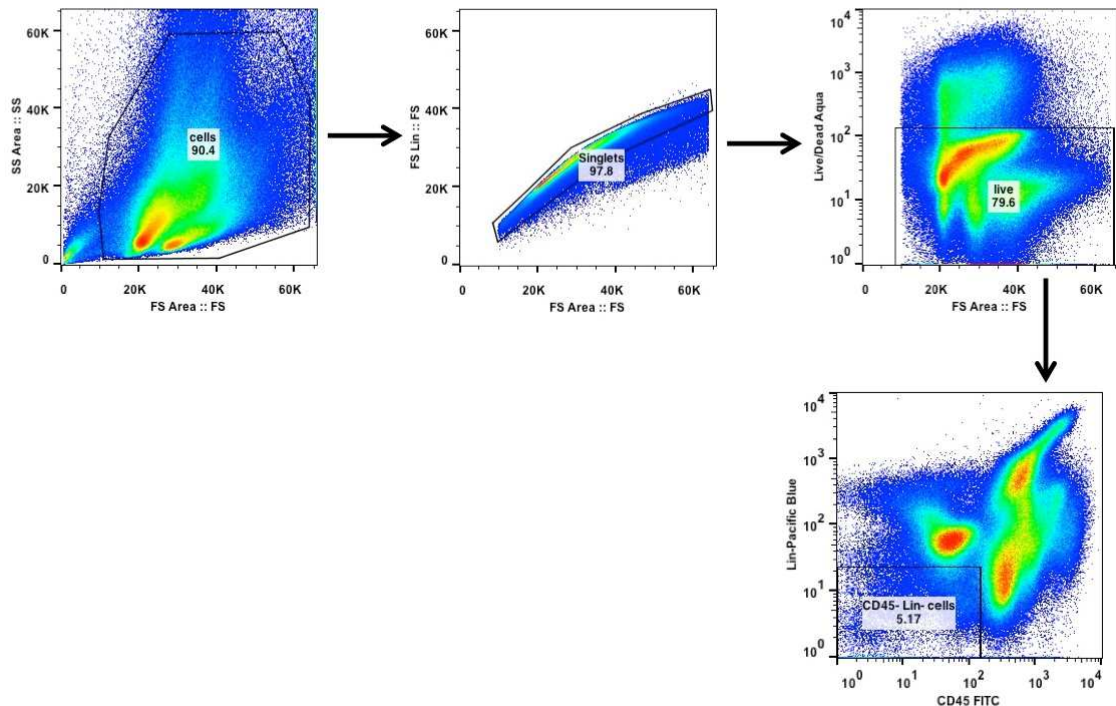 60K
40K
20K
0
SS Area :: SS
cells
90.4
0 20K 40K 60K
FS Area :: FS
60K
40K
20K
0
FS Lin :: FS
Singlets
97.8
0 20K 40K 60K
FS Area :: FS
10^4
10^3
10^2
10^1
10^0
Live/Dead Aqua
live
79.6
0 20K 40K 60K
FS Area :: FS
10^4
10^3
10^2
10^1
10^0
Lin-Pacific Blue
CD45- Lin- cells
5.17
10^0 10^1 10^2 10^3 10^4
CD45 FITC